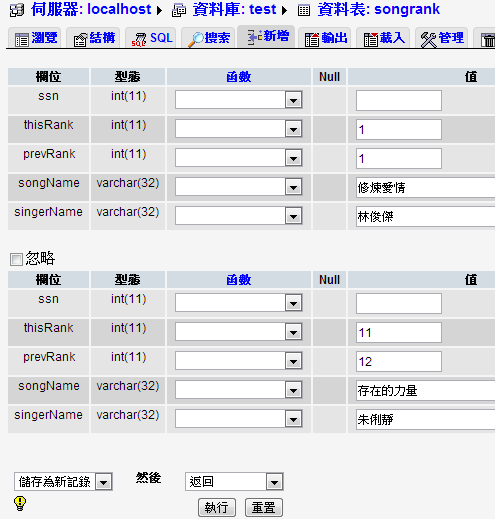 伺服器: localhost ▸ 資料庫: test ▸ 資料表: songrank
瀏覽 結構 SQL 搜索 新增 輸出 載入 管理
欄位 型態 函數 Null 值
ssn int(11)
thisRank int(11) 1
prevRank int(11) 1
songName varchar(32) 修煉愛情
singerName varchar(32) 林俊傑
忽略
欄位 型態 函數 Null 值
ssn int(11)
thisRank int(11) 11
prevRank int(11) 12
songName varchar(32) 存在的力量
singerName varchar(32) 朱俐靜
儲存為新記錄 然後 返回
執行 重置